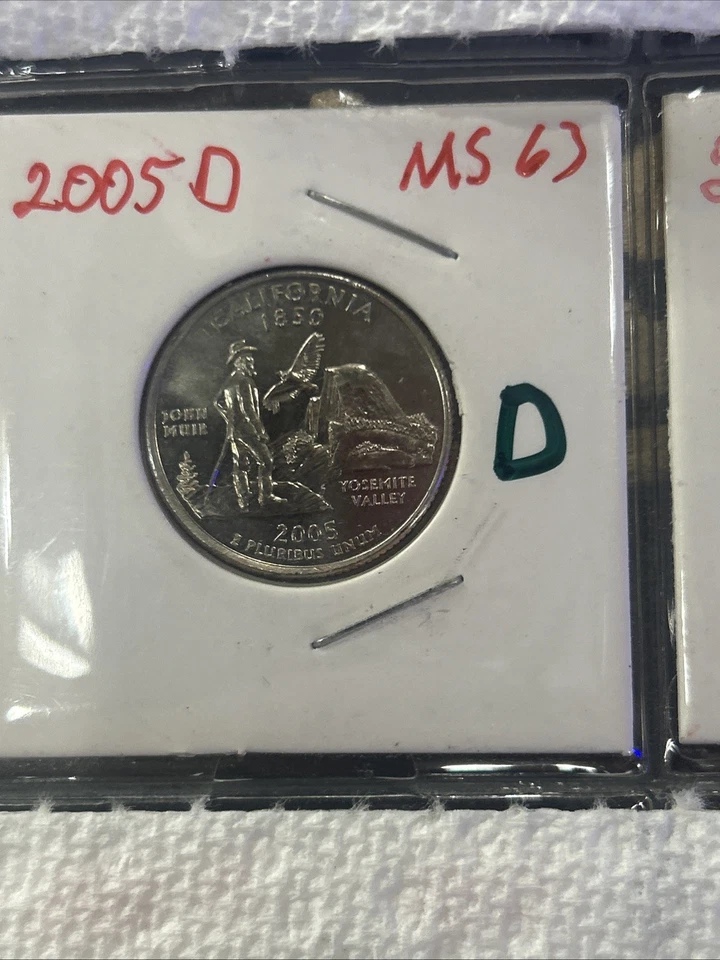 2005 D
MS 63
CALIFORNIA
1850
JOHN
MUIR
D
YOSEMITE
VALLEY
2005
E PLURIBUS UNUM